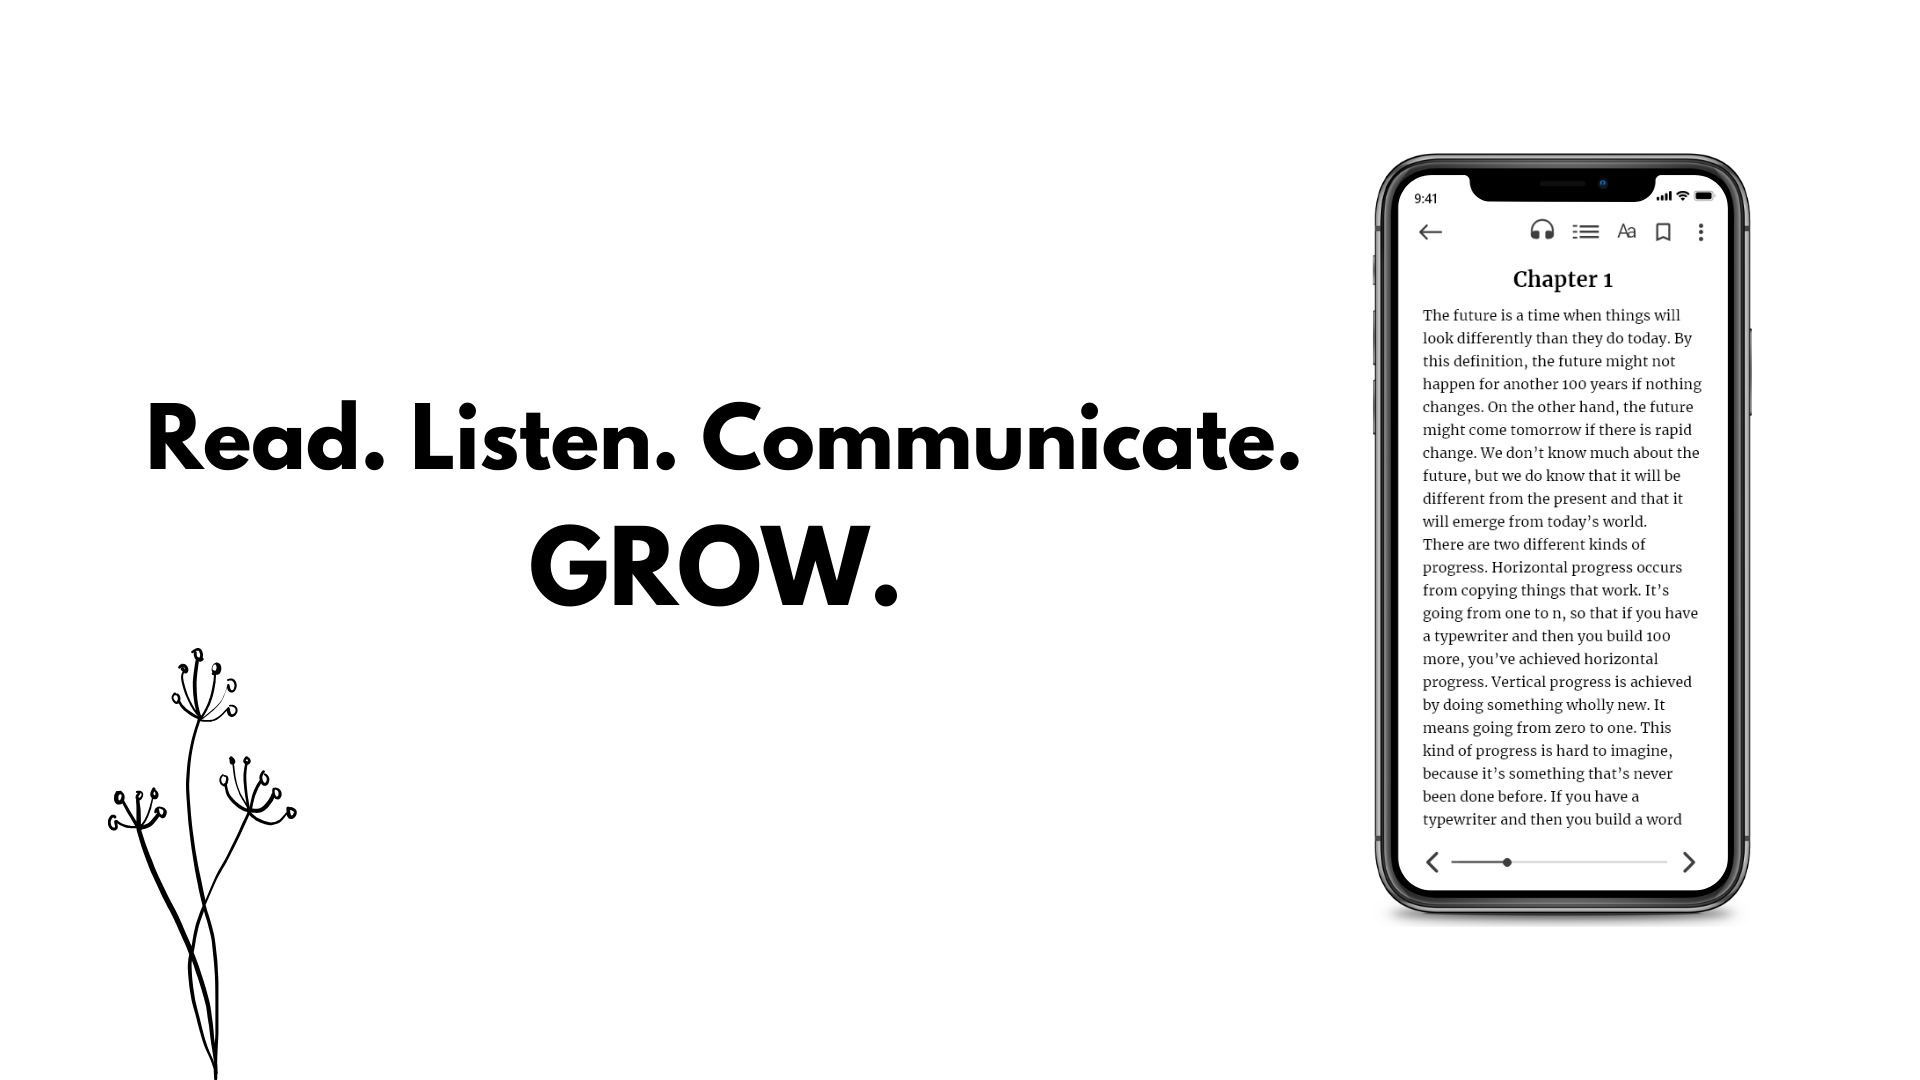 Read. Listen. Communicate.
GROW.
9:41
Aa
Chapter 1
The future is a time when things will
look differently than they do today. By
this definition, the future might not
happen for another 100 years if nothing
changes. On the other hand, the future
might come tomorrow if there is rapid
change. We don’t know much about the
future, but we do know that it will be
different from the present and that it
will emerge from today’s world.
There are two different kinds of
progress. Horizontal progress occurs
from copying things that work. It’s
going from one to n, so that if you have
a typewriter and then you build 100
more, you’ve achieved horizontal
progress. Vertical progress is achieved
by doing something wholly new. It
means going from zero to one. This
kind of progress is hard to imagine,
because it’s something that’s never
been done before. If you have a
typewriter and then you build a word